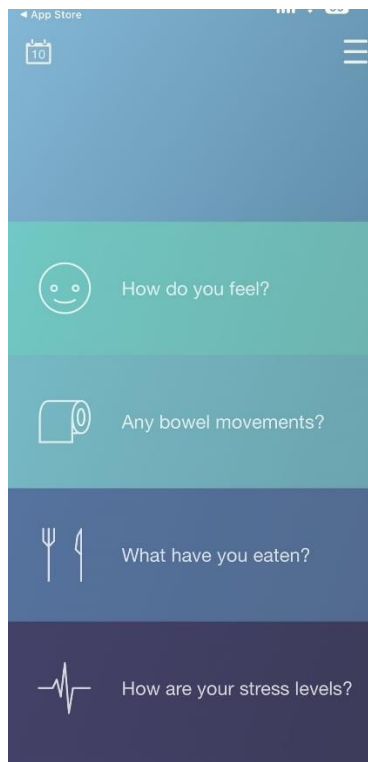 ◀ App Store
10
How do you feel?
Any bowel movements?
What have you eaten?
How are your stress levels?